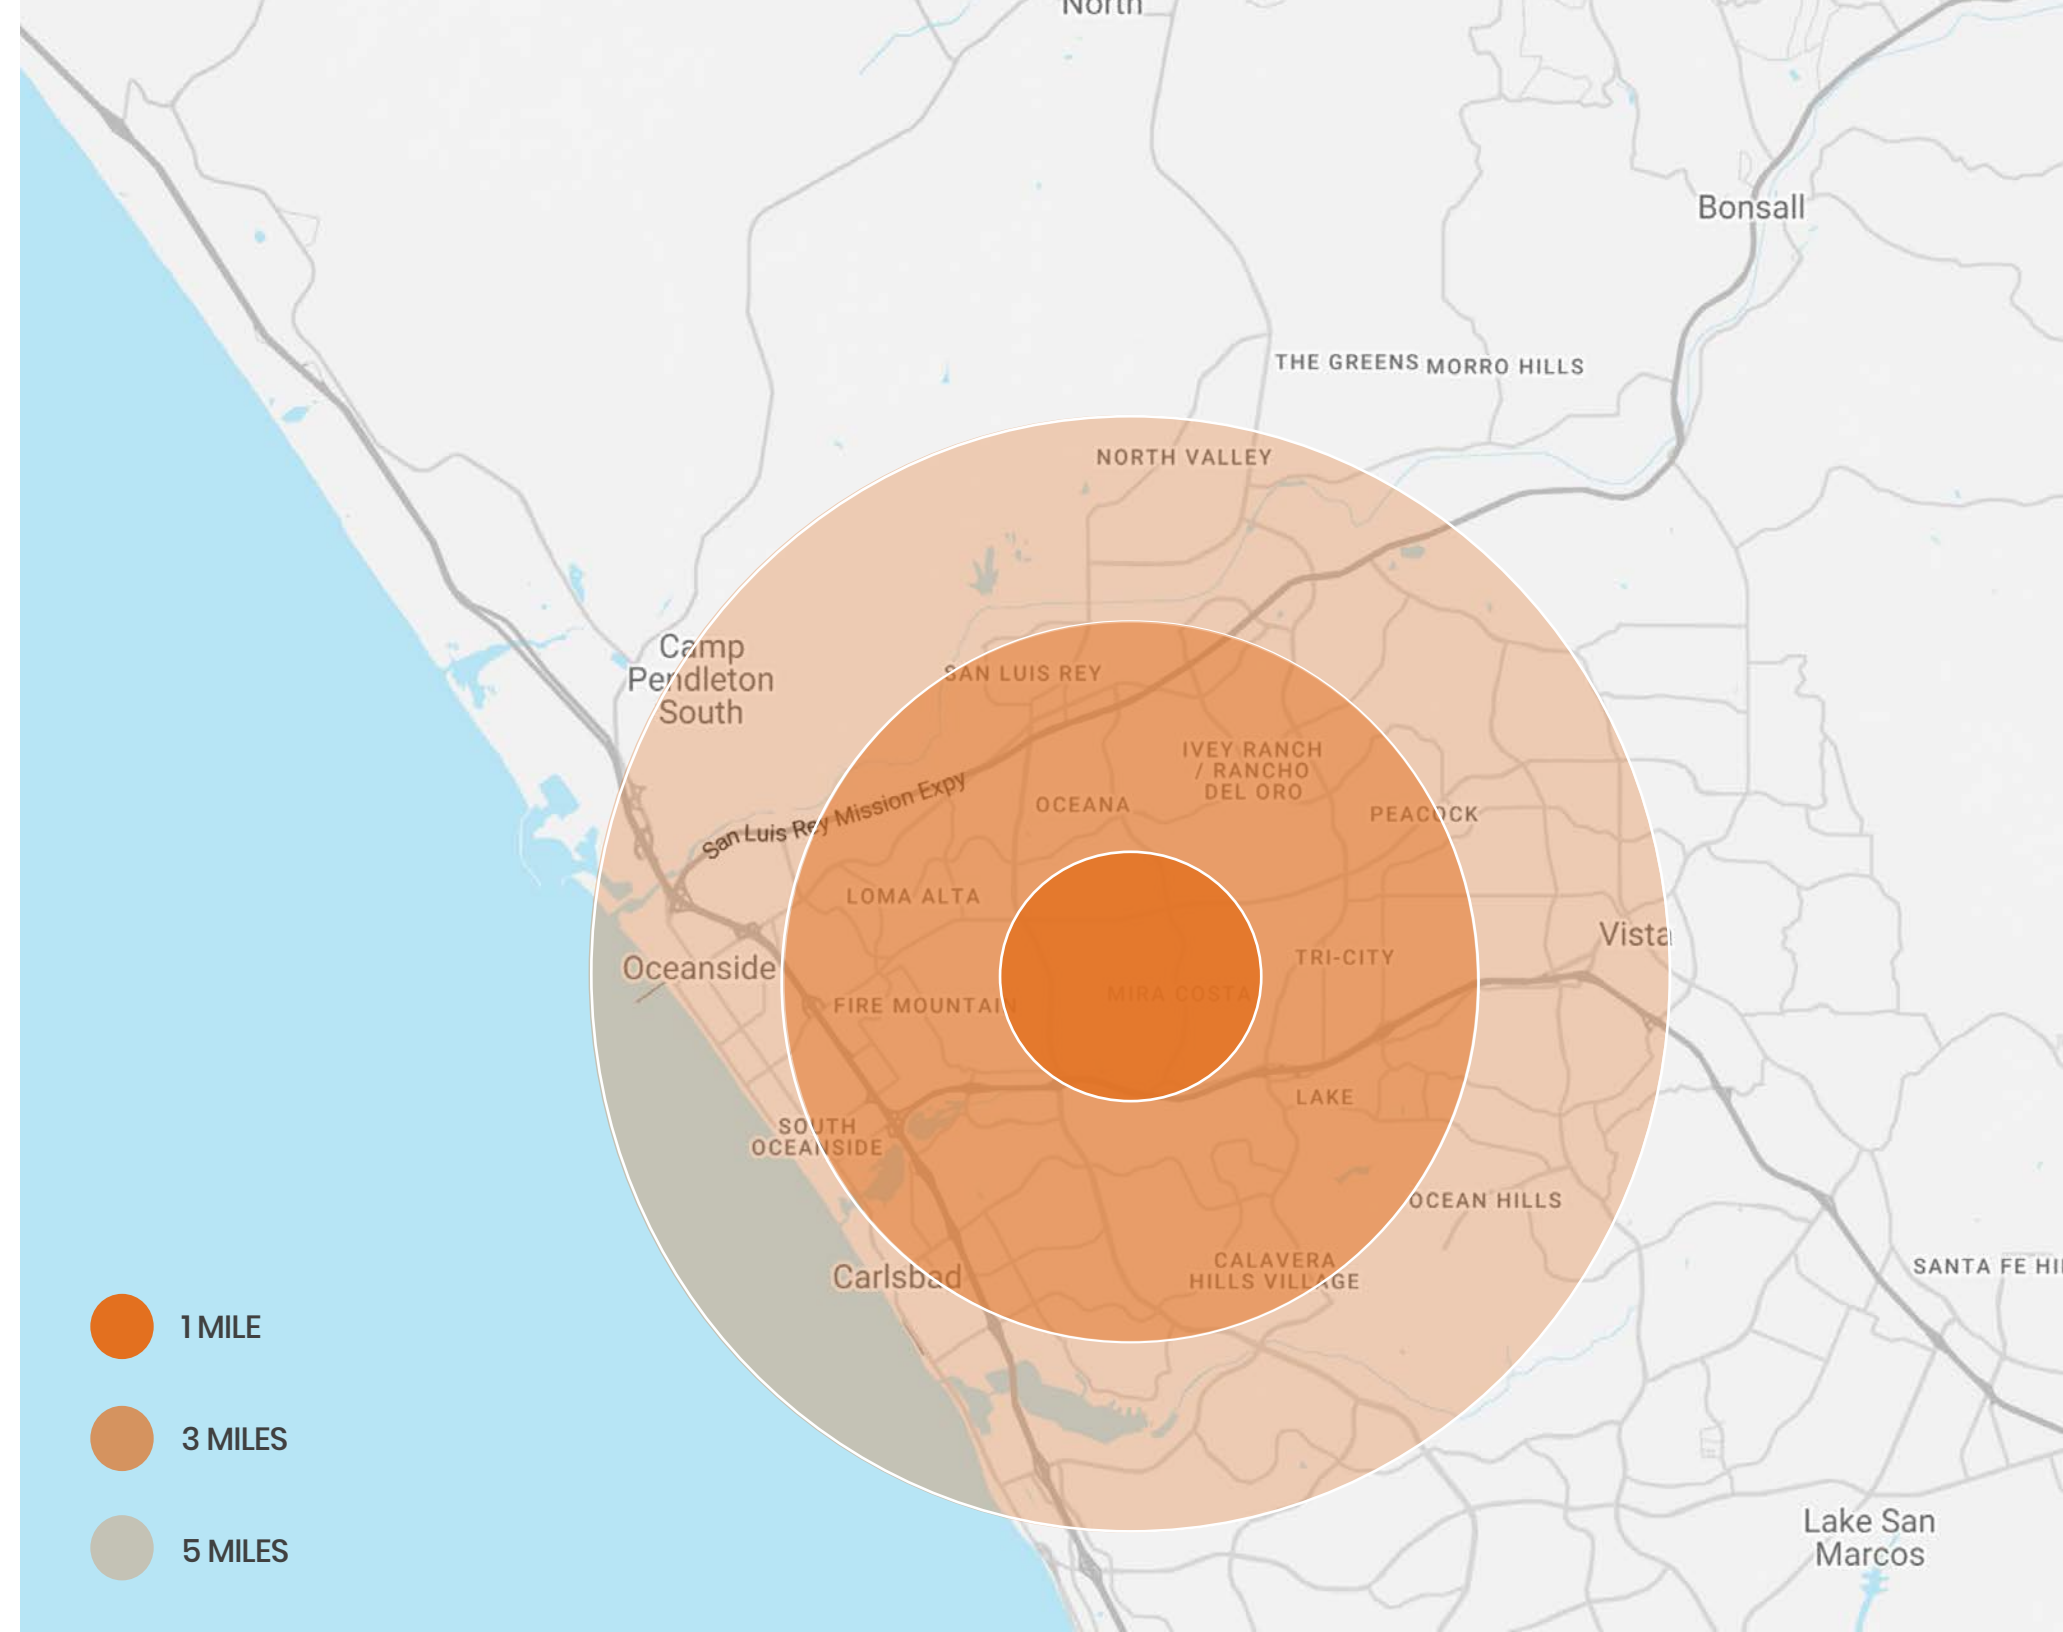 North
Bonsall
THE GREENS
MORRO HILLS
NORTH VALLEY
Camp
Pendleton
South
SAN LUIS REY
IVEY RANCH
/ RANCHO
DEL ORO
San Luis Rey Mission Expy
OCEANA
PEACOCK
LOMA ALTA
Vista
TRI-CITY
Oceanside
MIRA COSTA
FIRE MOUNTAIN
LAKE
SOUTH
OCEANSIDE
OCEAN HILLS
CALAVERA
HILLS VILLAGE
SANTA FE HI
Carlsbad
1 MILE
3 MILES
5 MILES
Lake San
Marcos